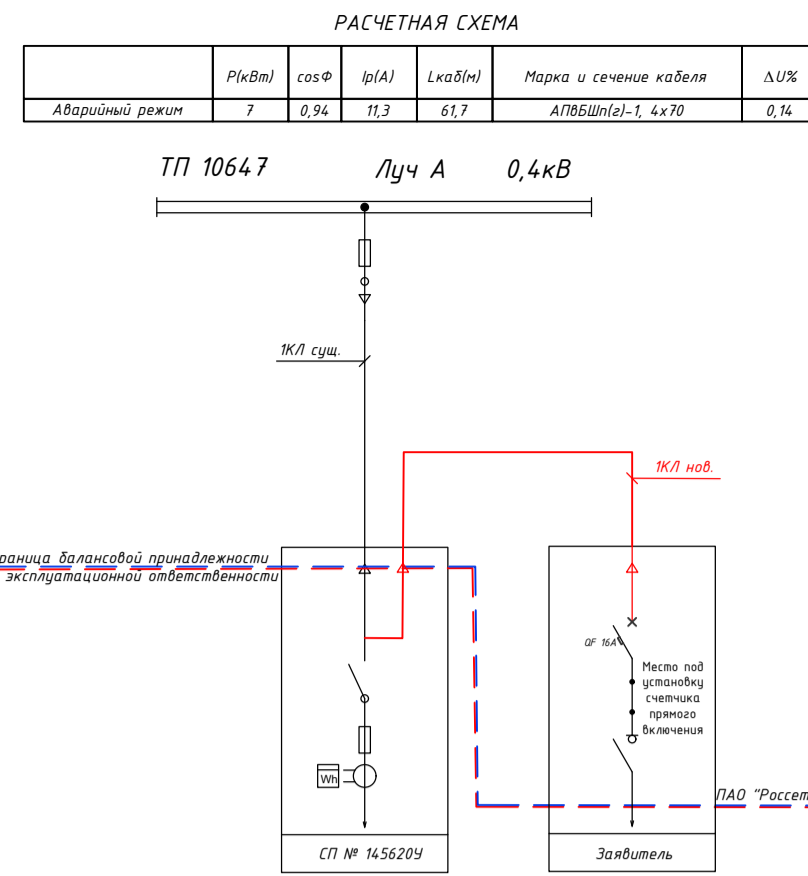 РАСЧЕТНАЯ СХЕМА
P(кВт) cosФ Iр(А) Lкаб(м) Марка и сечение кабеля ΔU%
Аварийный режим 7 0,94 11,3 61,7 АПвБШп(г)-1, 4х70 0,14
ТП 10647 Луч А 0,4кВ
1КЛ сущ.
1КЛ нов.
раница балансовой принадлежности
эксплуатационной ответственности
QF 16А
Место под
установку
счетчика
прямого
включения
Wh
ПАО "Россет
СП № 145620У
Заявитель